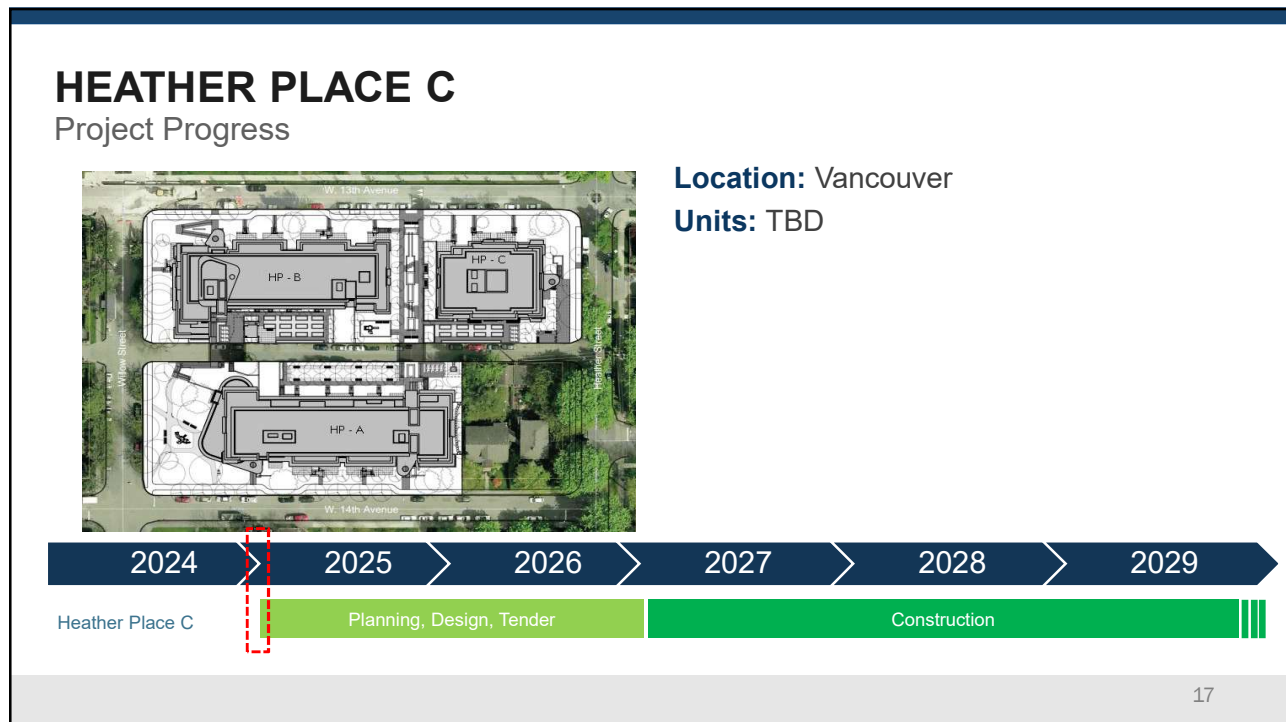 HEATHER PLACE C
Project Progress
W. 13th Avenue
HP - B
HP - C
Willow Street
Heather Street
HP - A
W. 14th Avenue
Location: Vancouver
Units: TBD
2024
2025
2026
2027
2028
2029
Heather Place C
Planning, Design, Tender
Construction
17